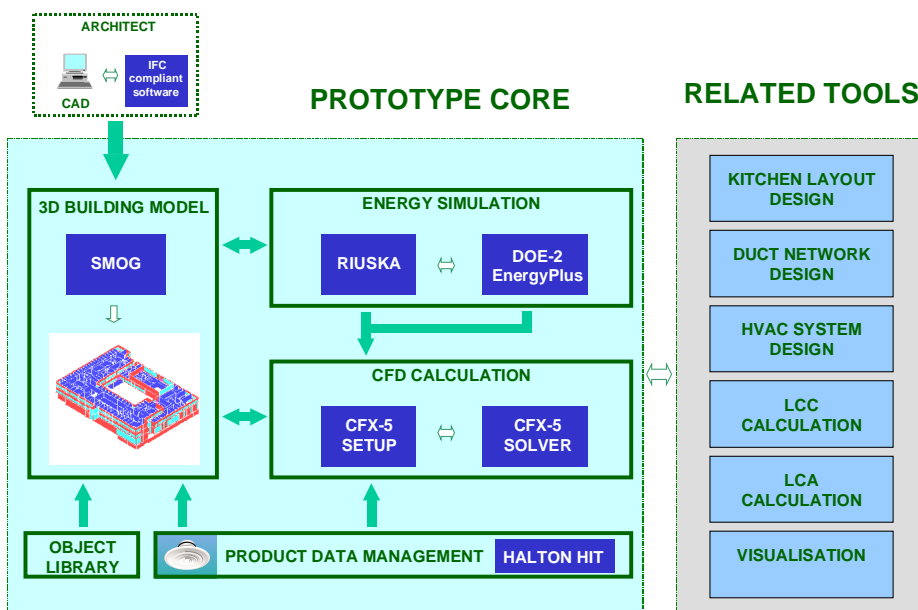 ARCHITECT
IFC
compliant
software
CAD
PROTOTYPE CORE
RELATED TOOLS
3D BUILDING MODEL
SMOG
ENERGY SIMULATION
RIUSKA
DOE-2
EnergyPlus
CFD CALCULATION
CFX-5
SETUP
CFX-5
SOLVER
OBJECT
LIBRARY
PRODUCT DATA MANAGEMENT
HALTON HIT
KITCHEN LAYOUT
DESIGN
DUCT NETWORK
DESIGN
HVAC SYSTEM
DESIGN
LCC
CALCULATION
LCA
CALCULATION
VISUALISATION